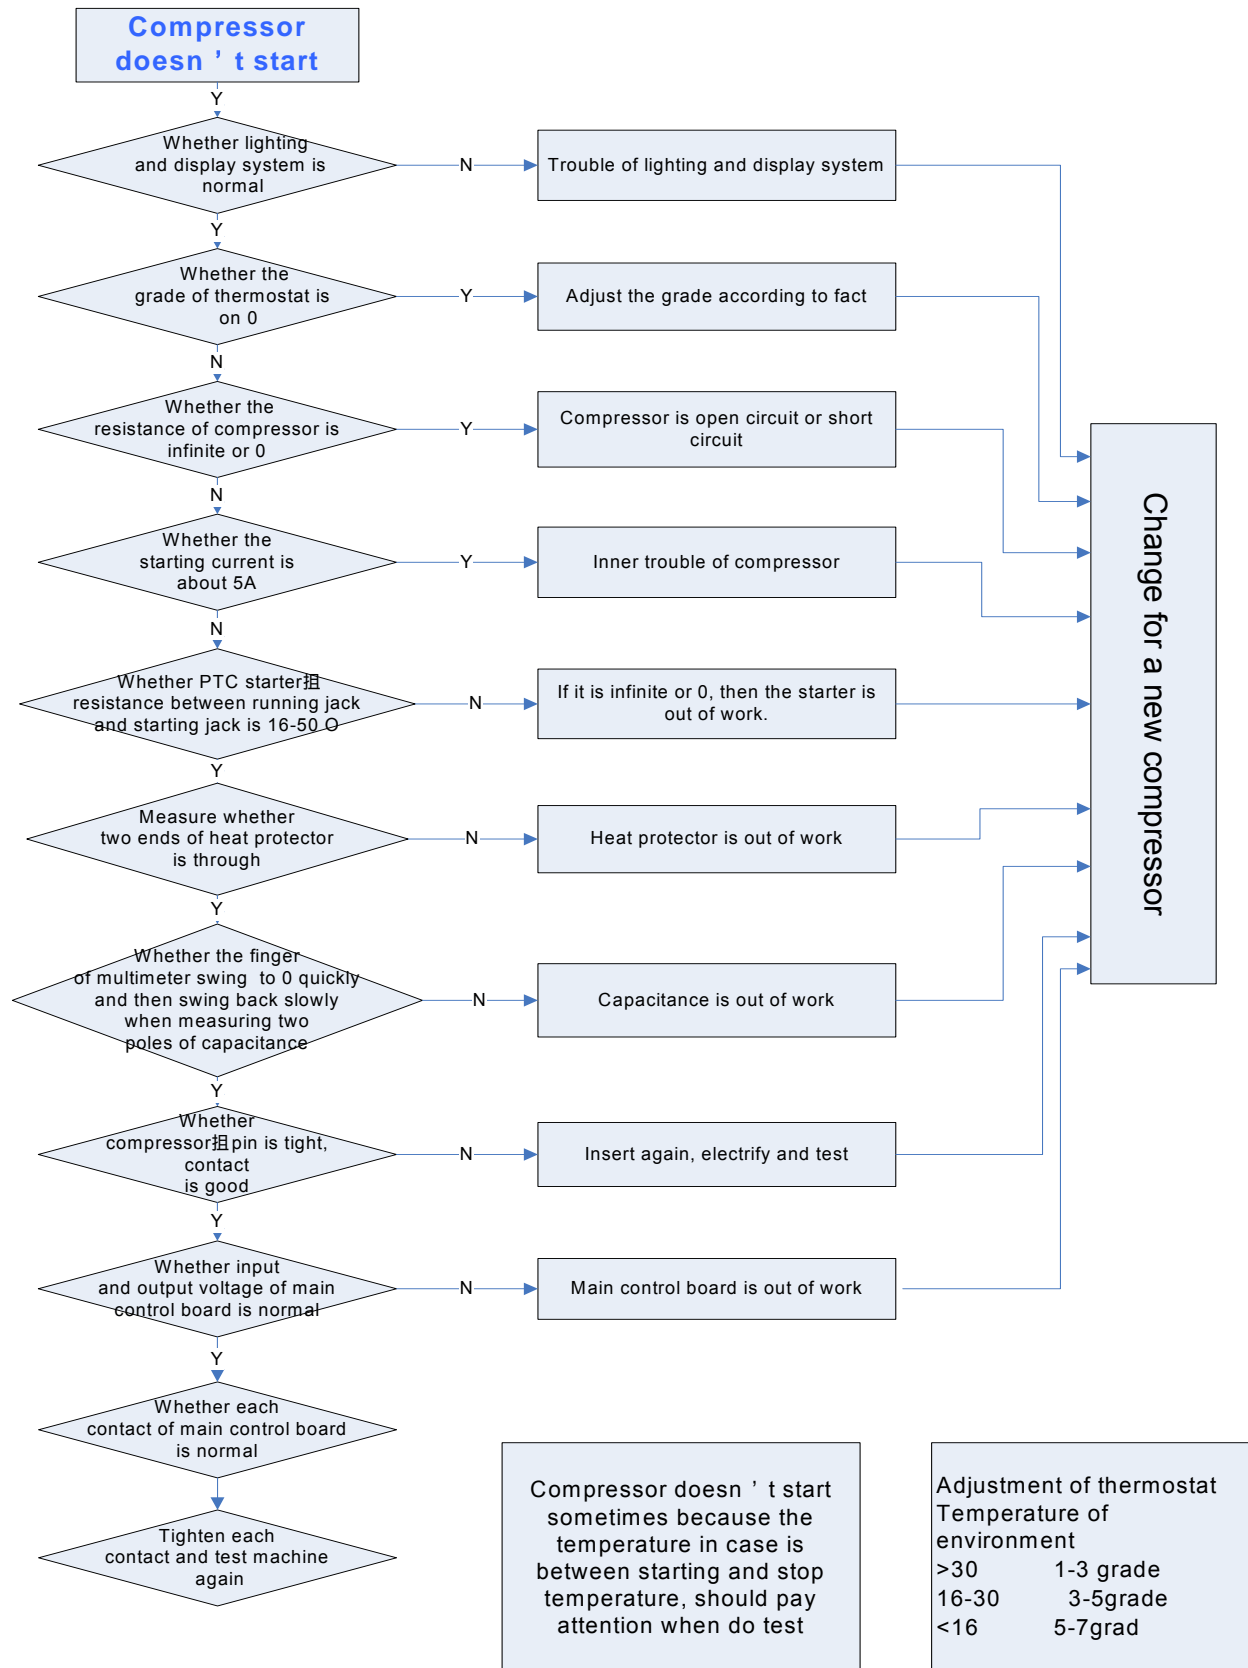 Compressor
doesn ’ t start
Y
Whether lighting
and display system is
normal
N
Trouble of lighting and display system
Y
Whether the
grade of thermostat is
on 0
Y
Adjust the grade according to fact
N
Whether the
resistance of compressor is
infinite or 0
Y
Compressor is open circuit or short
circuit
N
Whether the
starting current is
about 5A
Y
Inner trouble of compressor
N
Whether PTC starter担
resistance between running jack
and starting jack is 16-50 O
N
If it is infinite or 0, then the starter is
out of work.
Y
Measure whether
two ends of heat protector
is through
N
Heat protector is out of work
Y
Whether the finger
of multimeter swing to 0 quickly
and then swing back slowly
when measuring two
poles of capacitance
N
Capacitance is out of work
Y
Whether
compressor担pin is tight,
contact
is good
N
Insert again, electrify and test
Y
Whether input
and output voltage of main
control board is normal
N
Main control board is out of work
Y
Whether each
contact of main control board
is normal
Tighten each
contact and test machine
again
Change for a new compressor
Compressor doesn ’ t start
sometimes because the
temperature in case is
between starting and stop
temperature, should pay
attention when do test
Adjustment of thermostat
Temperature of
environment
>30 1-3 grade
16-30 3-5grade
<16 5-7grad